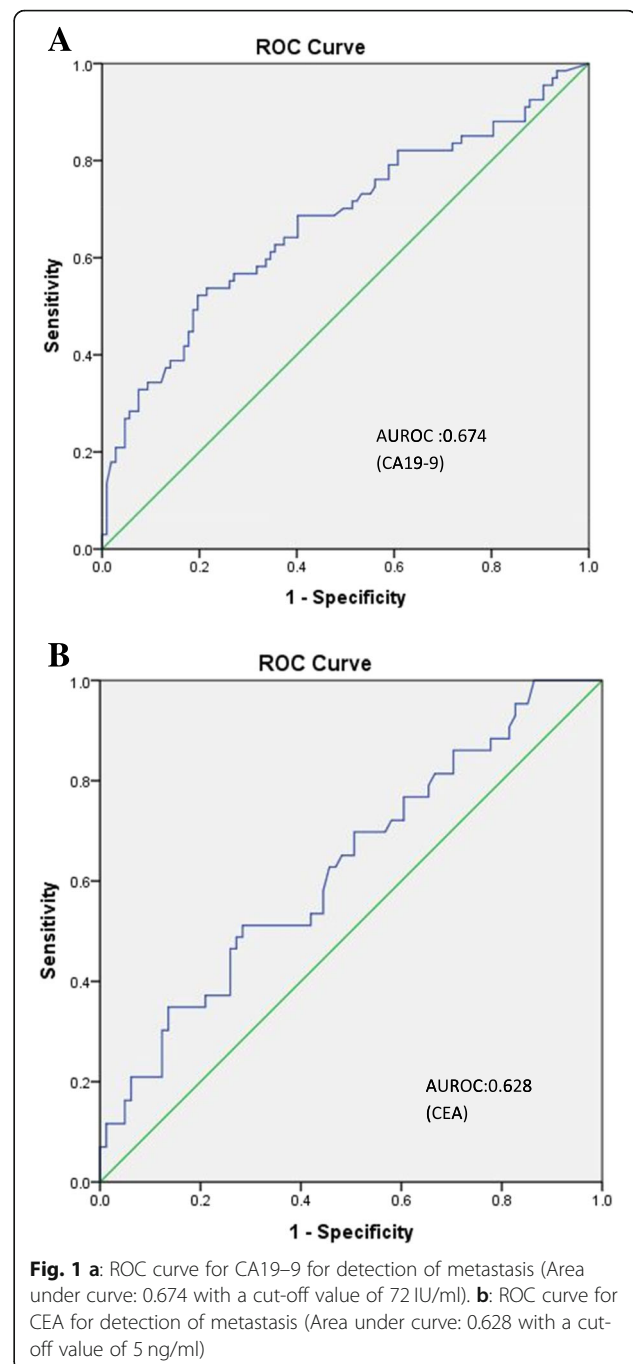 A
ROC Curve
1.0
0.8
0.6
0.4
0.2
0.0
Sensitivity
AUROC :0.674
(CA19-9)
0.0 0.2 0.4 0.6 0.8 1.0
1 - Specificity
B
ROC Curve
1.0
0.8
0.6
0.4
0.2
0.0
Sensitivity
AUROC:0.628
(CEA)
0.0 0.2 0.4 0.6 0.8 1.0
1 - Specificity
Fig. 1 a: ROC curve for CA19–9 for detection of metastasis (Area
under curve: 0.674 with a cut-off value of 72 IU/ml). b: ROC curve for
CEA for detection of metastasis (Area under curve: 0.628 with a cut-
off value of 5 ng/ml)